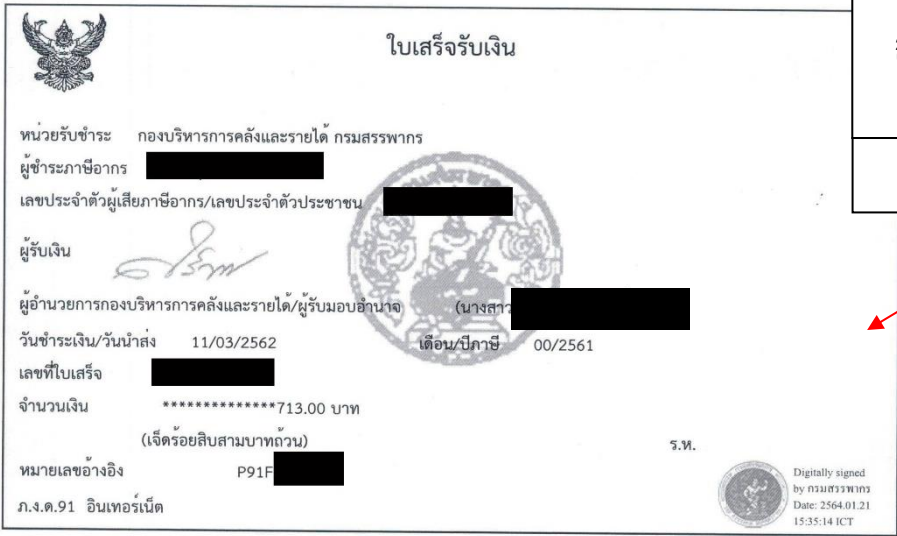 ใบเสร็จรับเงิน
หน่วยรับชำระ กองบริหารการคลังและรายได้ กรมสรรพากร
ผู้ชำระภาษีอากร
เลขประจำตัวผู้เสียภาษีอากร/เลขประจำตัวประชาชน
ผู้รับเงิน
ผู้อำนวยการกองบริหารการคลังและรายได้/ผู้รับมอบอำนาจ (นางสาว
วันชำระเงิน/วันนำส่ง 11/03/2562 เดือน/ปีภาษี 00/2561
เลขที่ใบเสร็จ
จำนวนเงิน **************713.00 บาท
(เจ็ดร้อยสิบสามบาทถ้วน) ร.ห.
หมายเลขอ้างอิง P91F
ภ.ง.ด.91 อินเทอร์เน็ต
Digitally signed
by กรมสรรพากร
Date: 2564.01.21
15:35:14 ICT